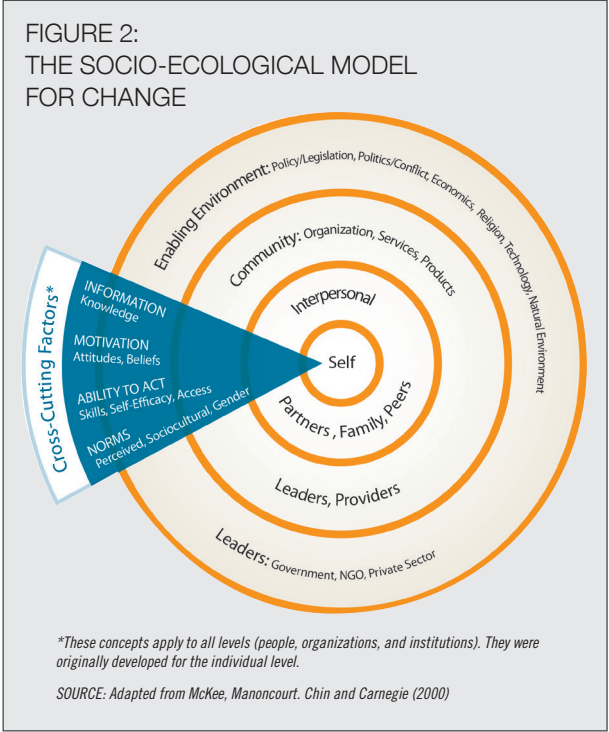 FIGURE 2:
THE SOCIO-ECOLOGICAL MODEL
FOR CHANGE
Enabling Environment: Policy/Legislation, Politics/Conflict, Economics, Religion, Technology, Natural Environment
Community: Organization, Services, Products
Interpersonal
Self
Partners, Family, Peers
Leaders, Providers
Leaders: Government, NGO, Private Sector
Cross-Cutting Factors*
INFORMATION
Knowledge
MOTIVATION
Attitudes, Beliefs
ABILITY TO ACT
Skills, Self-Efficacy, Access
NORMS
Perceived, Sociocultural, Gender
*These concepts apply to all levels (people, organizations, and institutions). They were
originally developed for the individual level.
SOURCE: Adapted from McKee, Manoncourt. Chin and Carnegie (2000)